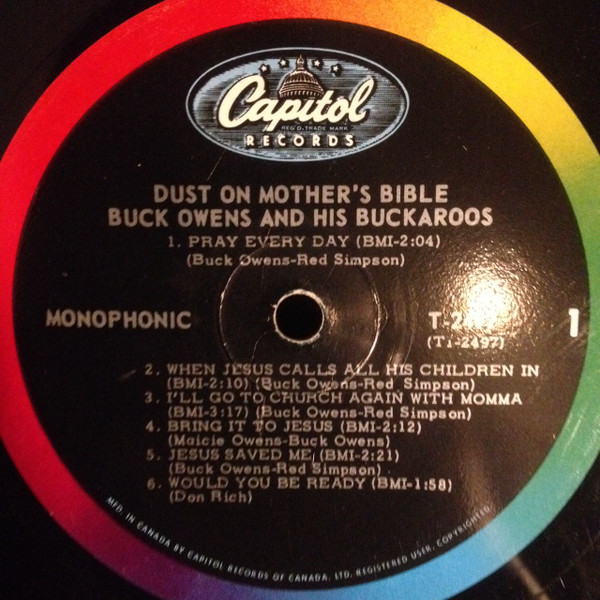 Capitol
REG'D. TRADE MARK
RECORDS
DUST ON MOTHER'S BIBLE
BUCK OWENS AND HIS BUCKAROOS
1. PRAY EVERY DAY (BMI-2:04)
(Buck Owens-Red Simpson)
MONOPHONIC
(T1-2497)
1
2. WHEN JESUS CALLS ALL HIS CHILDREN IN
(BMI-2:10) (Buck Owens-Red Simpson)
3. I'LL GO TO CHURCH AGAIN WITH MOMMA
(BMI-3:17) (Buck Owens-Red Simpson)
4. BRING IT TO JESUS (BMI-2:12)
(Maicie Owens-Buck Owens)
5. JESUS SAVED ME (BMI-2:21)
(Buck Owens-Red Simpson)
6. WOULD YOU BE READY (BMI-1:58)
(Don Rich)
MFD. IN CANADA BY CAPITOL RECORDS OF CANADA, LTD. REGISTERED USER. COPYRIGHTED.